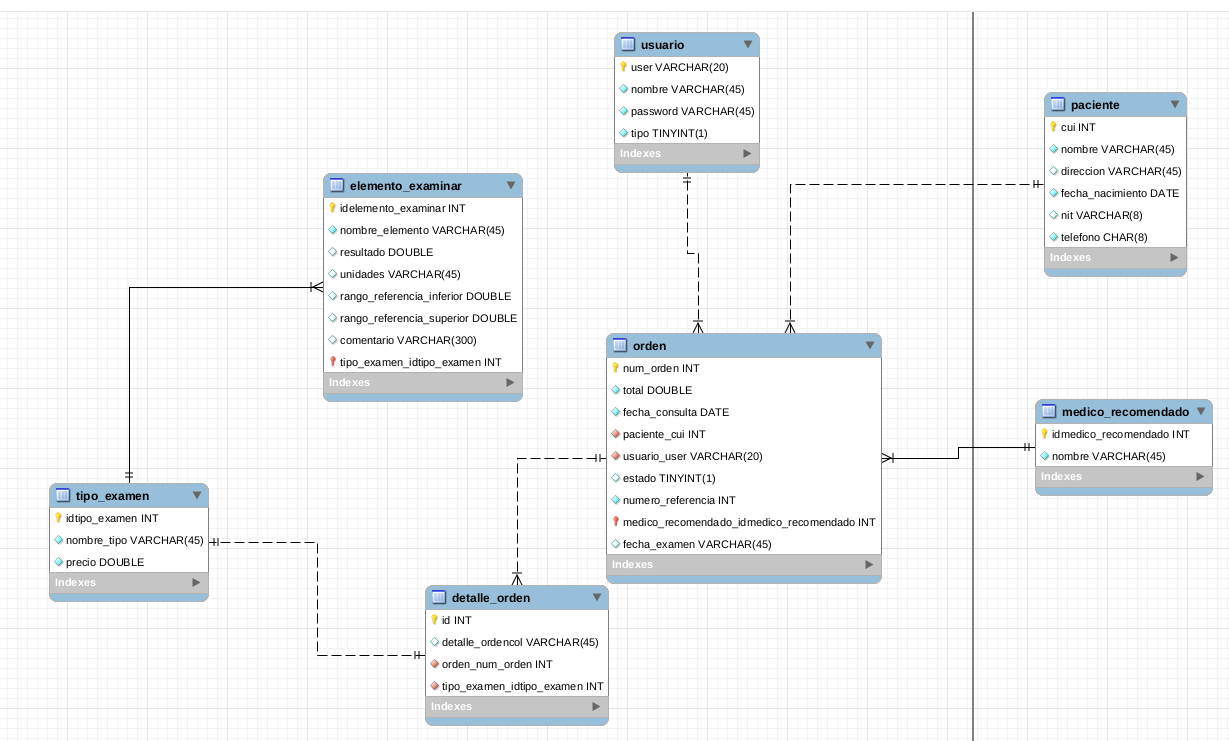 usuario
user VARCHAR(20)
nombre VARCHAR(45)
password VARCHAR(45)
tipo TINYINT(1)
Indexes
paciente
cui INT
nombre VARCHAR(45)
direccion VARCHAR(45)
fecha_nacimiento DATE
nit VARCHAR(8)
telefono CHAR(8)
Indexes
elemento_examinar
idelemento_examinar INT
nombre_elemento VARCHAR(45)
resultado DOUBLE
unidades VARCHAR(45)
rango_referencia_inferior DOUBLE
rango_referencia_superior DOUBLE
comentario VARCHAR(300)
tipo_examen_idtipo_examen INT
Indexes
orden
num_orden INT
total DOUBLE
fecha_consulta DATE
paciente_cui INT
usuario_user VARCHAR(20)
estado TINYINT(1)
numero_referencia INT
medico_recomendado_idmedico_recomendado INT
fecha_examen VARCHAR(45)
Indexes
medico_recomendado
idmedico_recomendado INT
nombre VARCHAR(45)
Indexes
tipo_examen
idtipo_examen INT
nombre_tipo VARCHAR(45)
precio DOUBLE
Indexes
detalle_orden
id INT
detalle_ordencol VARCHAR(45)
orden_num_orden INT
tipo_examen_idtipo_examen INT
Indexes